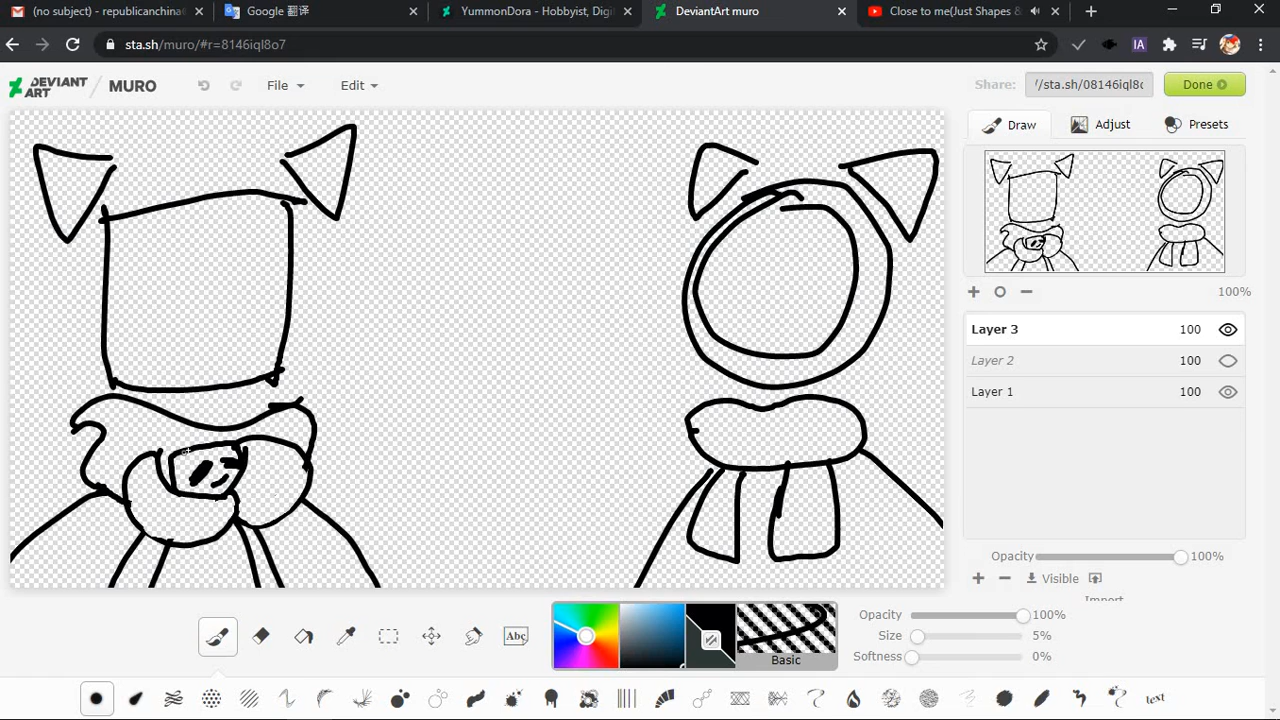 (no subject) - republicanchina
Google 翻译
YummonDora - Hobbyist, Digi
DeviantArt muro
Close to me(Just Shapes &
sta.sh/muro/#r=8146iql8o7
IA
DEVIANT
ART
MURO
File
Edit
Share:
//sta.sh/08146iql8c
Done
Draw
Adjust
Presets
100%
Layer 3
100
Layer 2
100
Layer 1
100
Opacity
100%
Visible
Import
Abc
Basic
Opacity
100%
Size
5%
Softness
0%
text